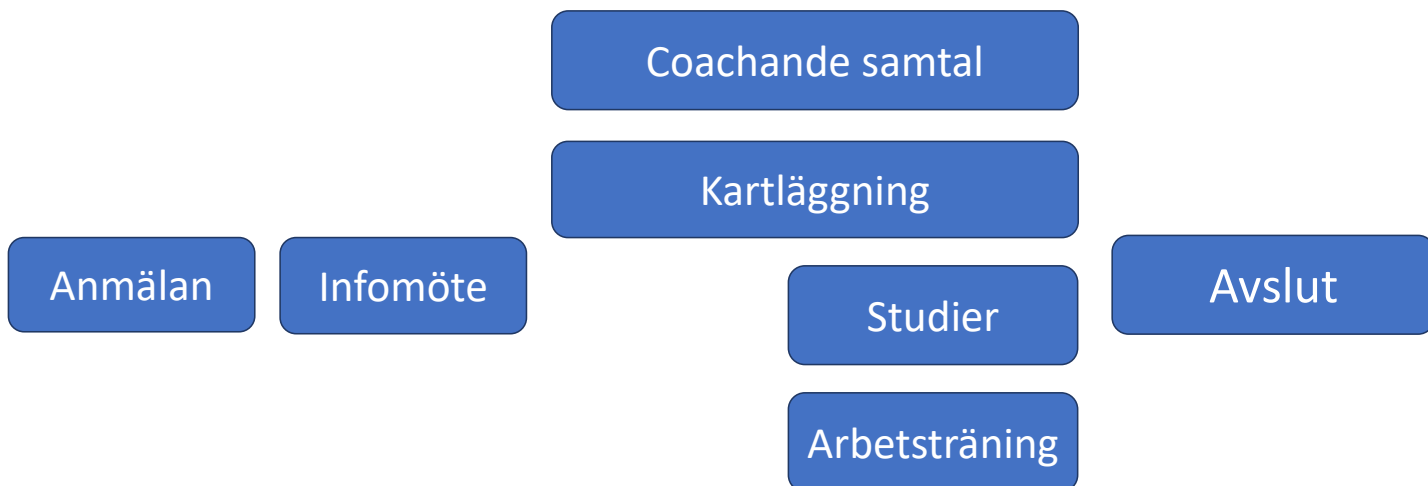 Coachande samtal
Kartläggning
Anmälan
Infomöte
Avslut
Studier
Arbetsträning